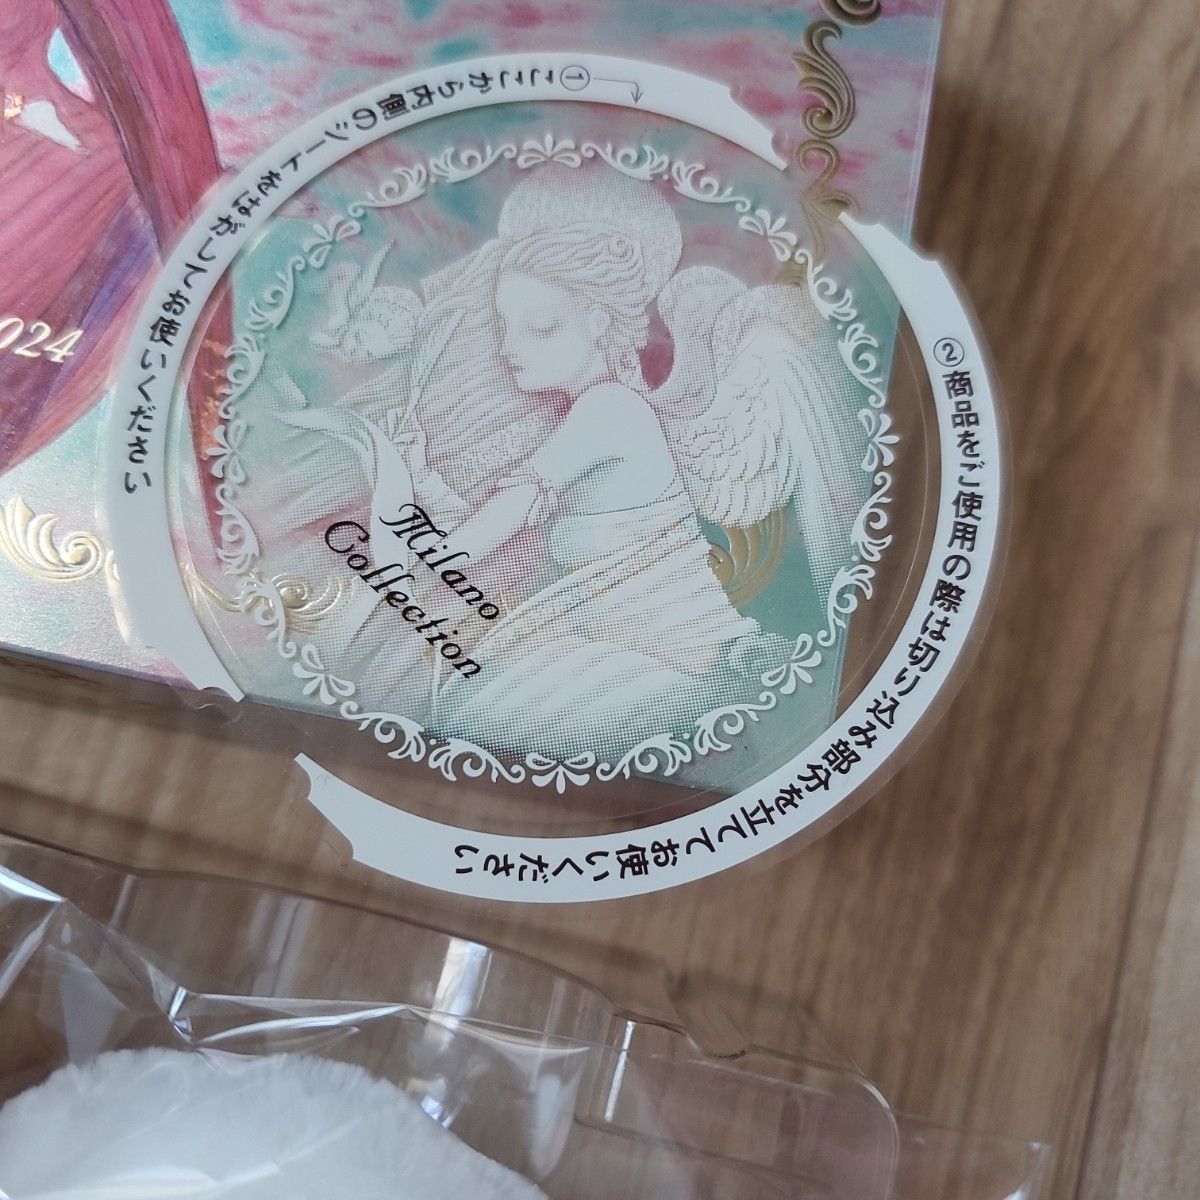 ①ここから内側のシートをはがしてお使いください
②商品をご使用の際は切り込み部分を立ててお使いください
Milano
Collection
024